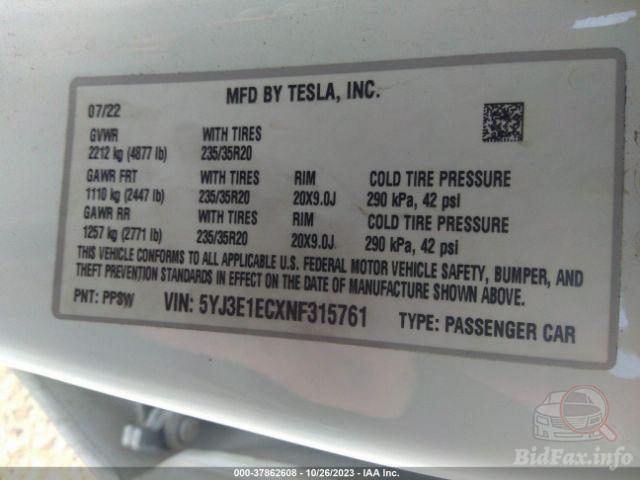 MFD BY TESLA, INC.
07/22
GVWR WITH TIRES
2212 kg (4877 lb) 235/35R20
GAWR FRT WITH TIRES RIM COLD TIRE PRESSURE
1110 kg (2447 lb) 235/35R20 20X9.0J 290 kPa, 42 psi
GAWR RR WITH TIRES RIM COLD TIRE PRESSURE
1257 kg (2771 lb) 235/35R20 20X9.0J 290 kPa, 42 psi
THIS VEHICLE CONFORMS TO ALL APPLICABLE U.S. FEDERAL MOTOR VEHICLE SAFETY, BUMPER, AND
THEFT PREVENTION STANDARDS IN EFFECT ON THE DATE OF MANUFACTURE SHOWN ABOVE.
PNT: PPSW VIN: 5YJ3E1ECXNF315761 TYPE: PASSENGER CAR
BidFax.info
000-37862608 - 10/26/2023 - IAA Inc.